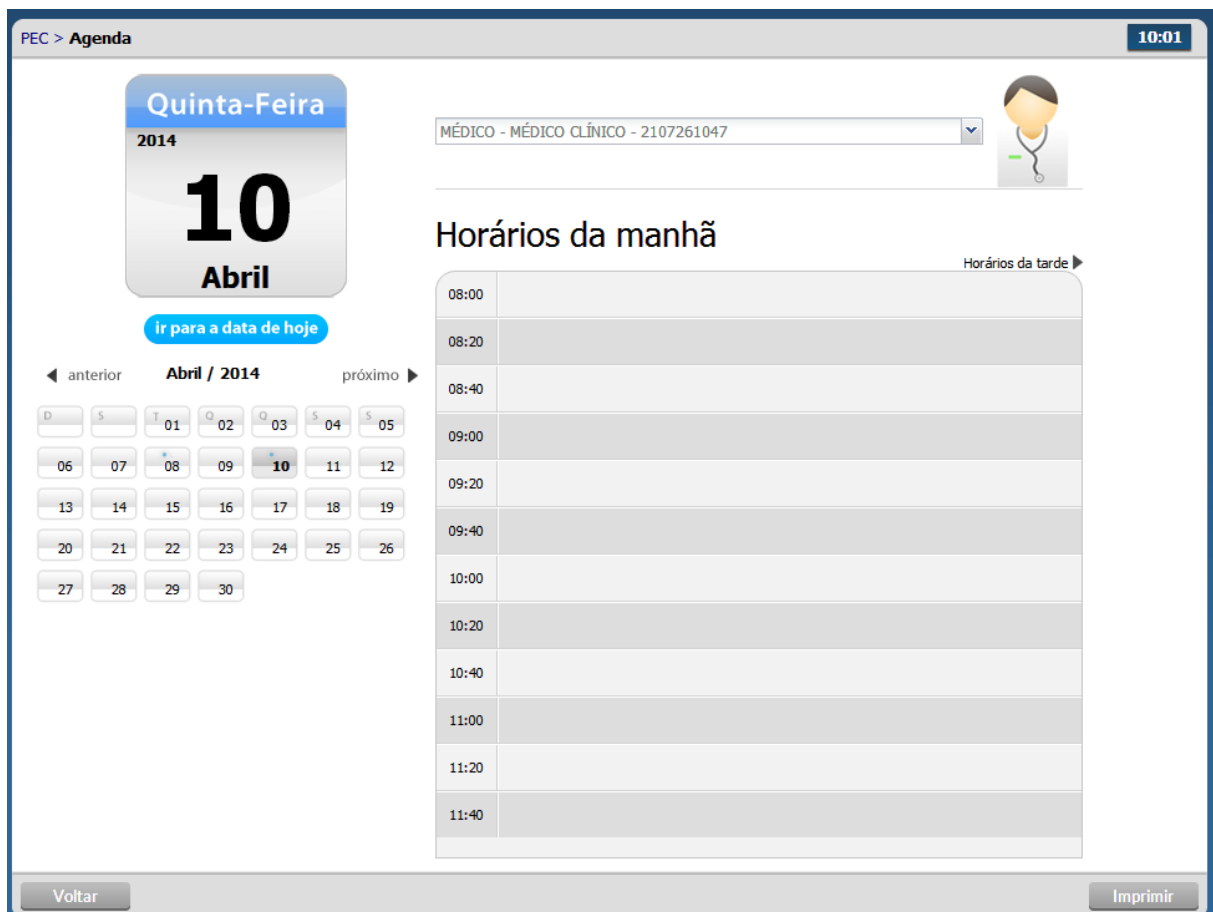 PEC > Agenda
10:01
Quinta-Feira
2014
10
Abril
ir para a data de hoje
anterior Abril / 2014 próximo
D S T 01 Q 02 Q 03 S 04 S 05
06 07 08 09 10 11 12
13 14 15 16 17 18 19
20 21 22 23 24 25 26
27 28 29 30
MÉDICO - MÉDICO CLÍNICO - 2107261047
Horários da manhã
Horários da tarde
08:00
08:20
08:40
09:00
09:20
09:40
10:00
10:20
10:40
11:00
11:20
11:40
Voltar
Imprimir